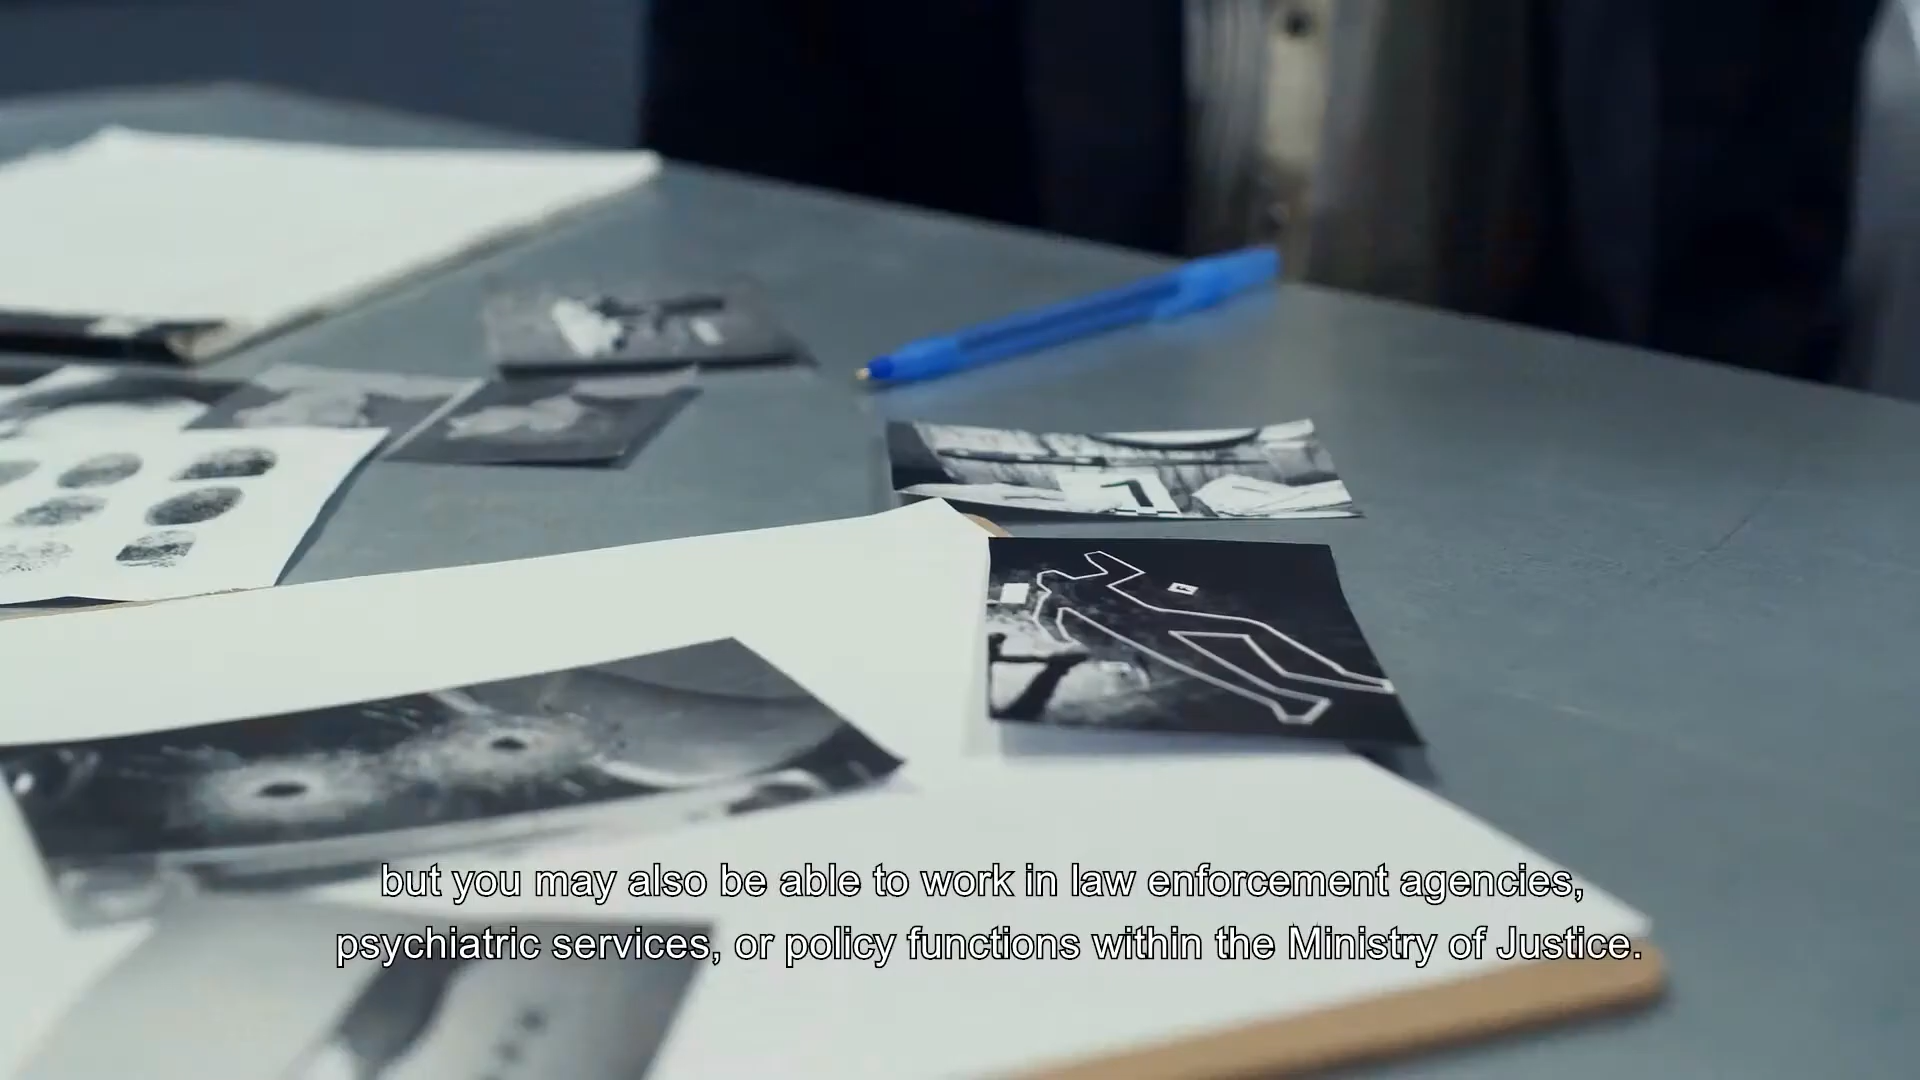 but you may also be able to work in law enforcement agencies,
psychiatric services, or policy functions within the Ministry of Justice.